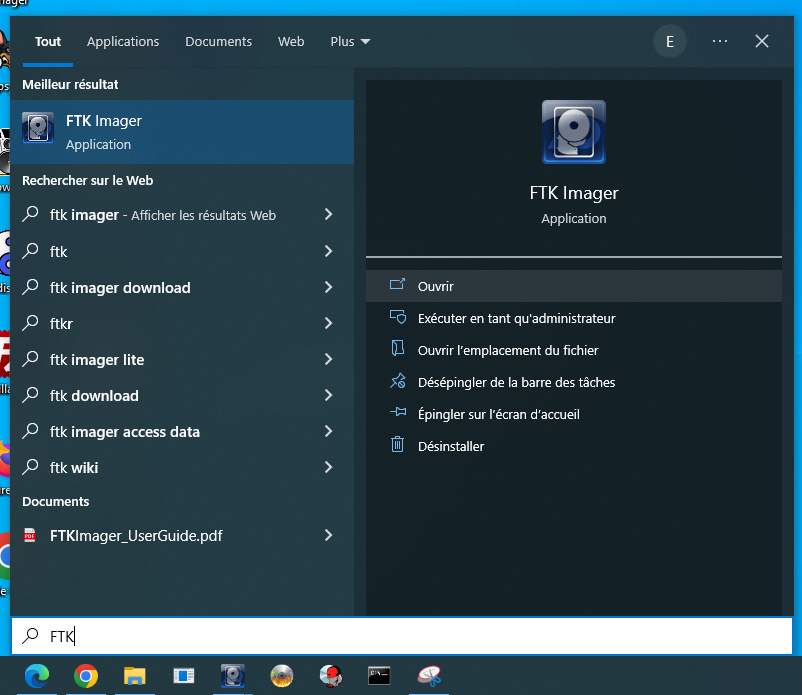 Tout Applications Documents Web Plus E
Meilleur résultat
FTK Imager
Application
Rechercher sur le Web
ftk imager - Afficher les résultats Web
ftk
ftk imager download
ftkr
ftk imager lite
ftk download
ftk imager access data
ftk wiki
Documents
FTKImager_UserGuide.pdf
FTK Imager
Application
Ouvrir
Exécuter en tant qu'administrateur
Ouvrir l'emplacement du fichier
Désépingler de la barre des tâches
Épingler sur l'écran d'accueil
Désinstaller
FTK